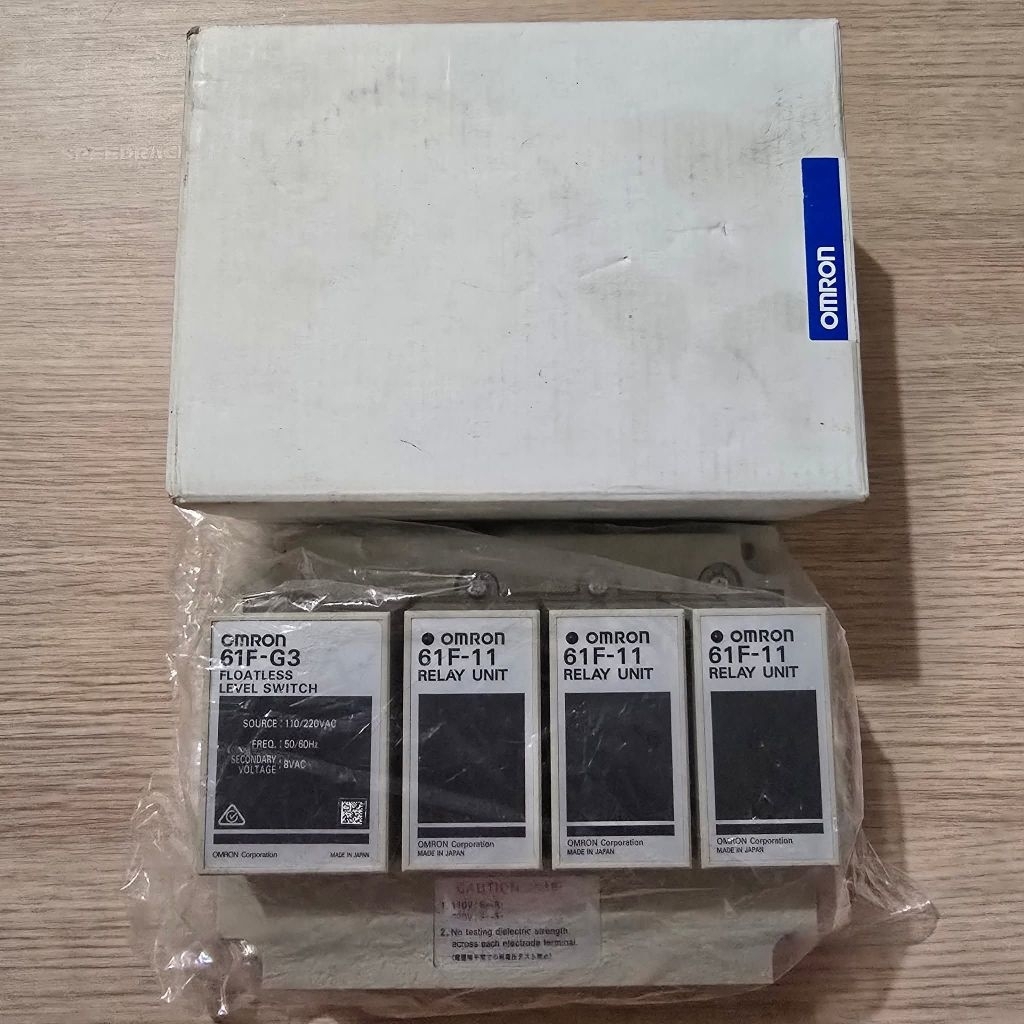 OMRON
OMRON
61F-G3
FLOATLESS
LEVEL SWITCH
SOURCE : 110/220VAC
FREQ. : 50/60Hz
SECONDARY
VOLTAGE : 8VAC
OMRON Corporation
MADE IN JAPAN
OMRON
61F-11
RELAY UNIT
OMRON Corporation
MADE IN JAPAN
OMRON
61F-11
RELAY UNIT
OMRON Corporation
MADE IN JAPAN
OMRON
61F-11
RELAY UNIT
OMRON Corporation
MADE IN JAPAN
CAUTION
1. 110V
2. No testing dielectric strength
across each electrode terminal.